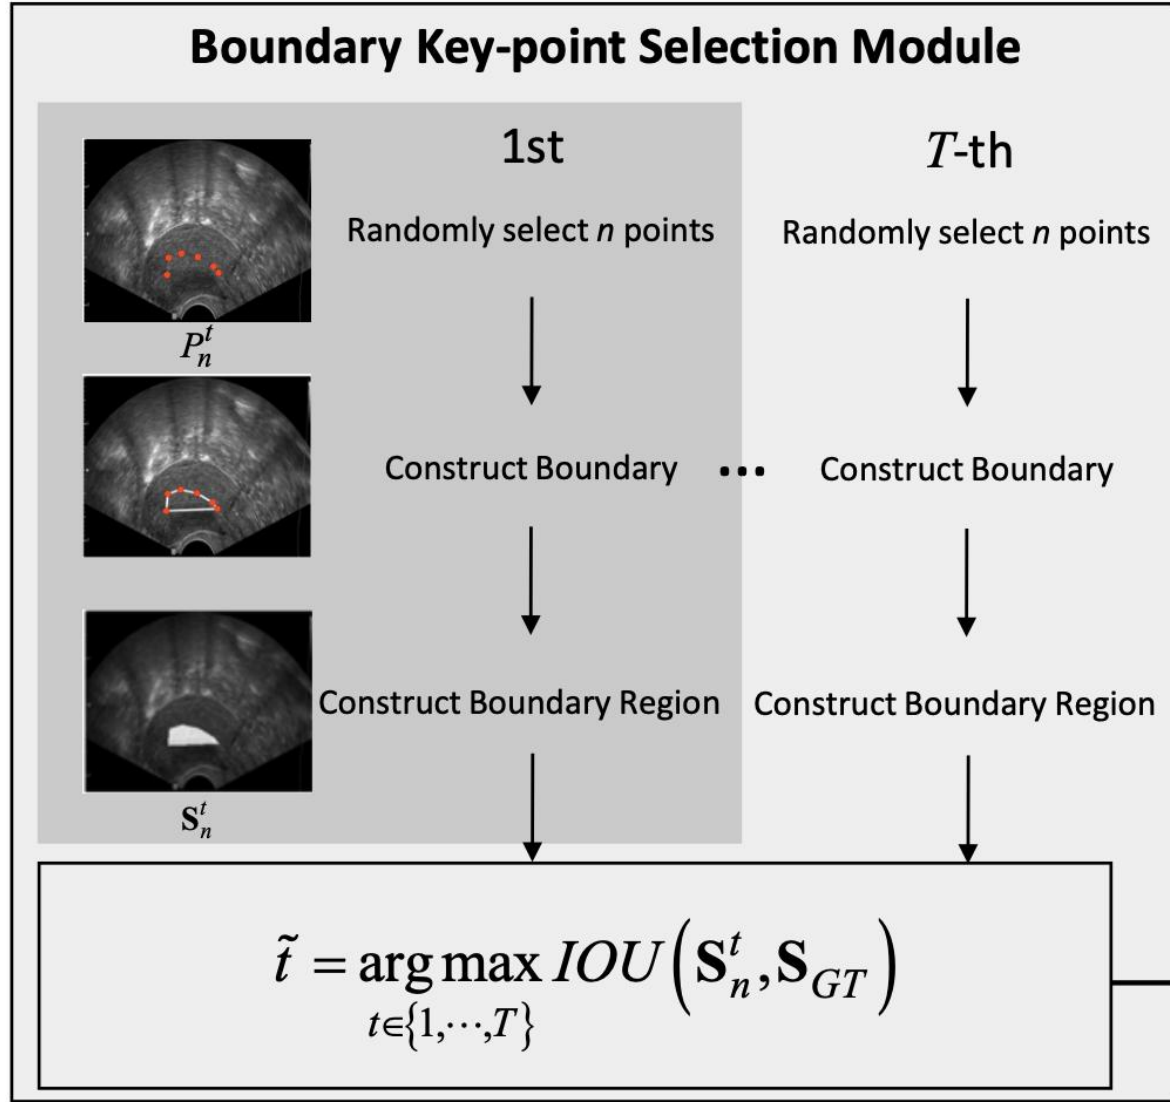 Boundary Key-point Selection Module
1st
T-th
Randomly select n points
Randomly select n points
P_n^t
Construct Boundary
...
Construct Boundary
Construct Boundary Region
Construct Boundary Region
S_n^t
t̃ = arg max IOU(S_n^t, S_GT)
t∈{1,⋯,T}